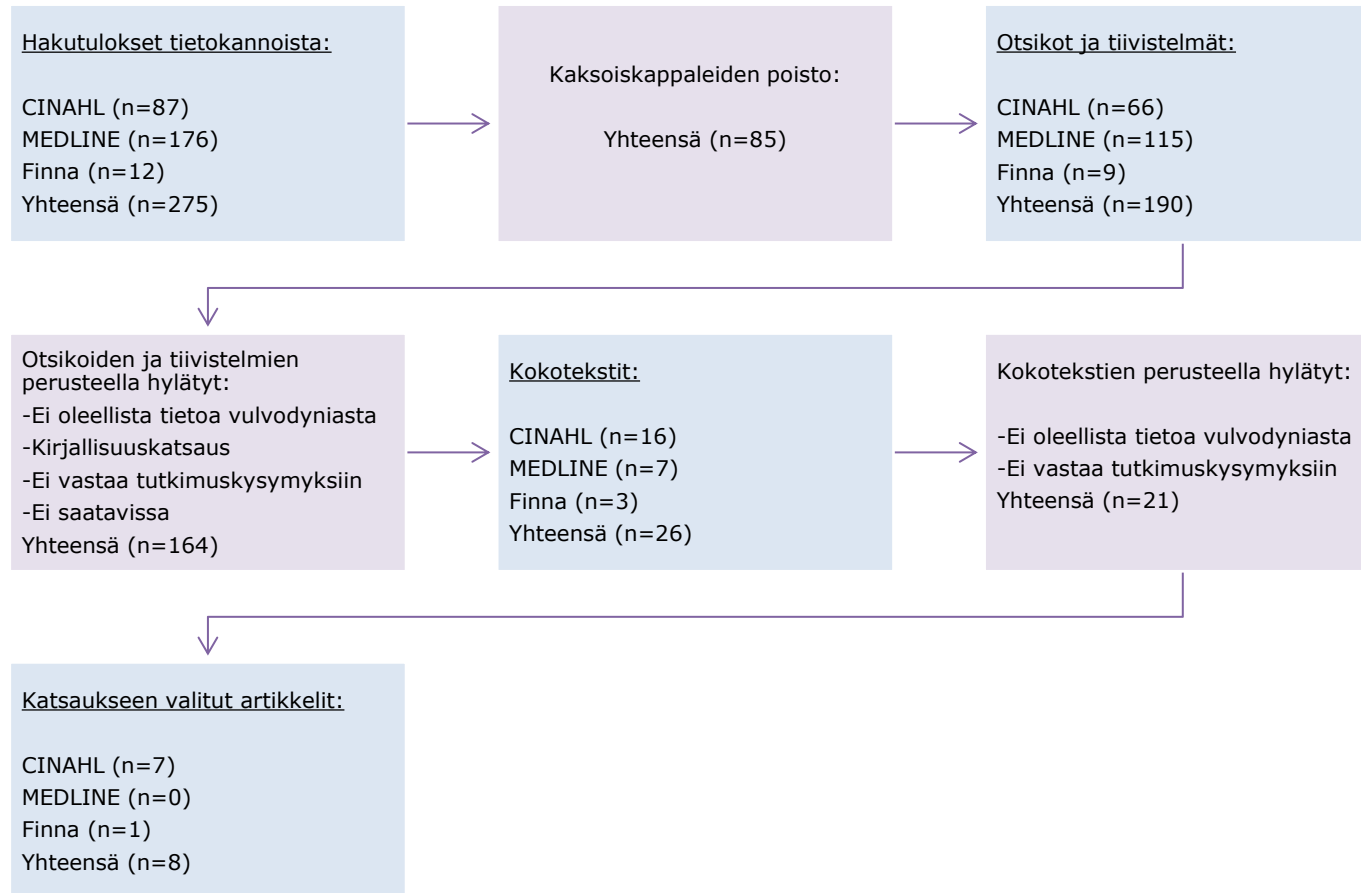 Hakutulokset tietokannoista:
CINAHL (n=87)
MEDLINE (n=176)
Finna (n=12)
Yhteensä (n=275)
Kaksoiskappaleiden poisto:
Yhteensä (n=85)
Otsikot ja tiivistelmät:
CINAHL (n=66)
MEDLINE (n=115)
Finna (n=9)
Yhteensä (n=190)
Otsikoiden ja tiivistelmien
perusteella hylätyt:
-Ei oleellista tietoa vulvodyniasta
-Kirjallisuuskatsaus
-Ei vastaa tutkimuskysymyksiin
-Ei saatavissa
Yhteensä (n=164)
Kokotekstit:
CINAHL (n=16)
MEDLINE (n=7)
Finna (n=3)
Yhteensä (n=26)
Kokotekstien perusteella hylätyt:
-Ei oleellista tietoa vulvodyniasta
-Ei vastaa tutkimuskysymyksiin
Yhteensä (n=21)
Katsaukseen valitut artikkelit:
CINAHL (n=7)
MEDLINE (n=0)
Finna (n=1)
Yhteensä (n=8)